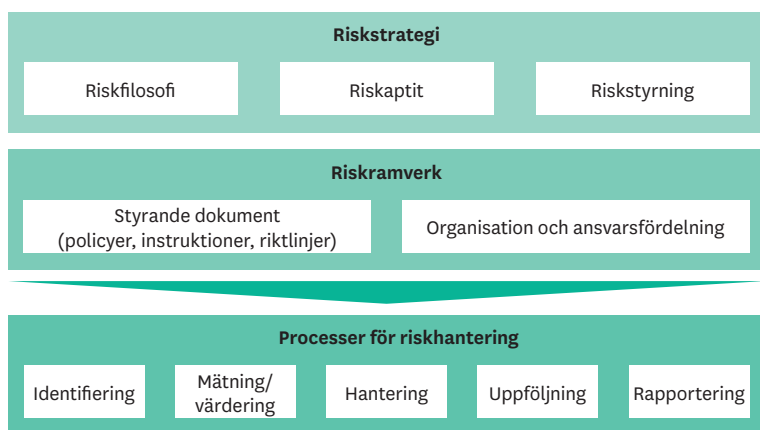 Riskstrategi
Riskfilosofi
Riskaptit
Riskstyrning
Riskramverk
Styrande dokument
(policyer, instruktioner, riktlinjer)
Organisation och ansvarsfördelning
Processer för riskhantering
Identifiering
Mätning/
värdering
Hantering
Uppföljning
Rapportering